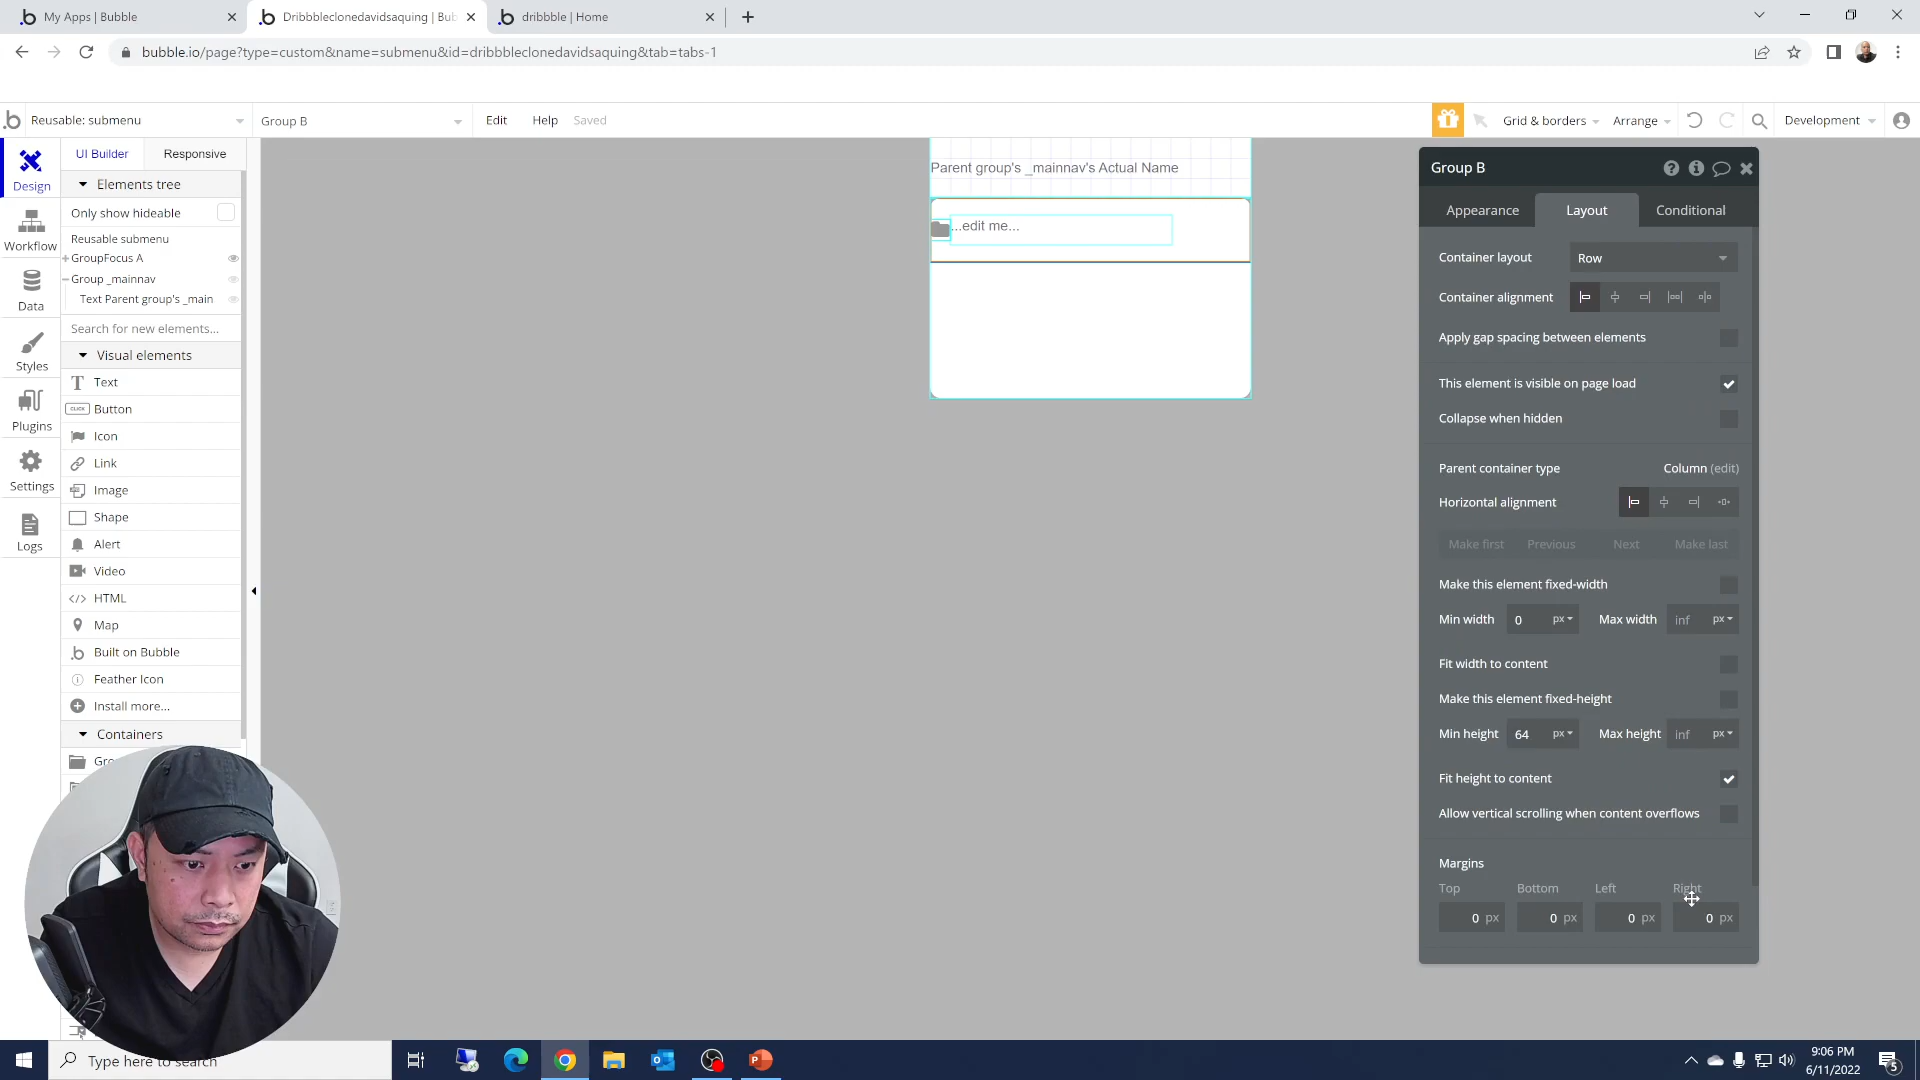 My Apps | Bubble
Dribbbleclonedavidsaquing | Bub
dribbble | Home
bubble.io/page?type=custom&name=submenu&id=dribbbleclonedavidsaquing&tab=tabs-1
Reusable: submenu
Group B
Edit
Help
Saved
Grid & borders
Arrange
Development
Design
Workflow
Data
Styles
Plugins
Settings
Logs
UI Builder
Responsive
Elements tree
Only show hideable
Reusable submenu
GroupFocus A
Group _mainnav
Text Parent group's _main
Search for new elements...
Visual elements
Text
CLICK Button
Icon
Link
Image
Shape
Alert
Video
HTML
Map
Built on Bubble
Feather Icon
Install more...
Containers
Gro
Parent group's _mainnav's Actual Name
...edit me...
Group B
Appearance
Layout
Conditional
Container layout
Row
Container alignment
Apply gap spacing between elements
This element is visible on page load
Collapse when hidden
Parent container type
Column (edit)
Horizontal alignment
Make first
Previous
Next
Make last
Make this element fixed-width
Min width 0 px
Max width inf px
Fit width to content
Make this element fixed-height
Min height 64 px
Max height inf px
Fit height to content
Allow vertical scrolling when content overflows
Margins
Top
Bottom
Left
Right
0 px
0 px
0 px
0 px
Type here to search
9:06 PM
6/11/2022
5